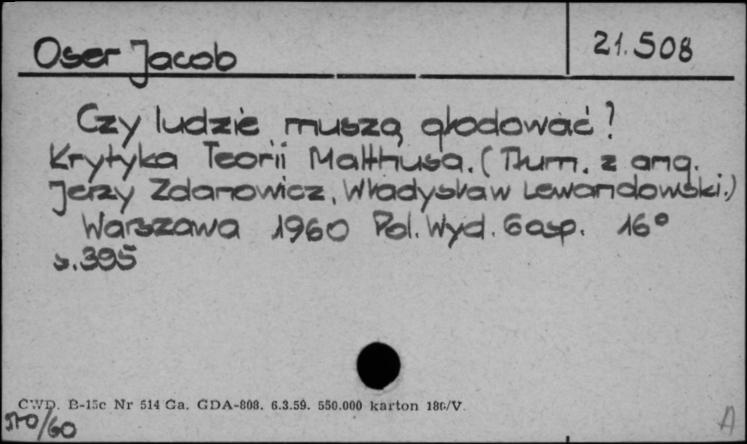 Oser Jacob 21.508
Czy ludzie muszą głodować?
Krytyka Teorii Malthusa. (Tłum. z ang.
Jerzy Zdanowicz, Władysław Lewandowski.)
Warszawa 1960 Pol. Wyd. Gosp. 16°
s. 395
CWD. B-15c Nr 514 Ga. GDA-808. 6.3.59. 550.000 karton 180/V
570/60 A